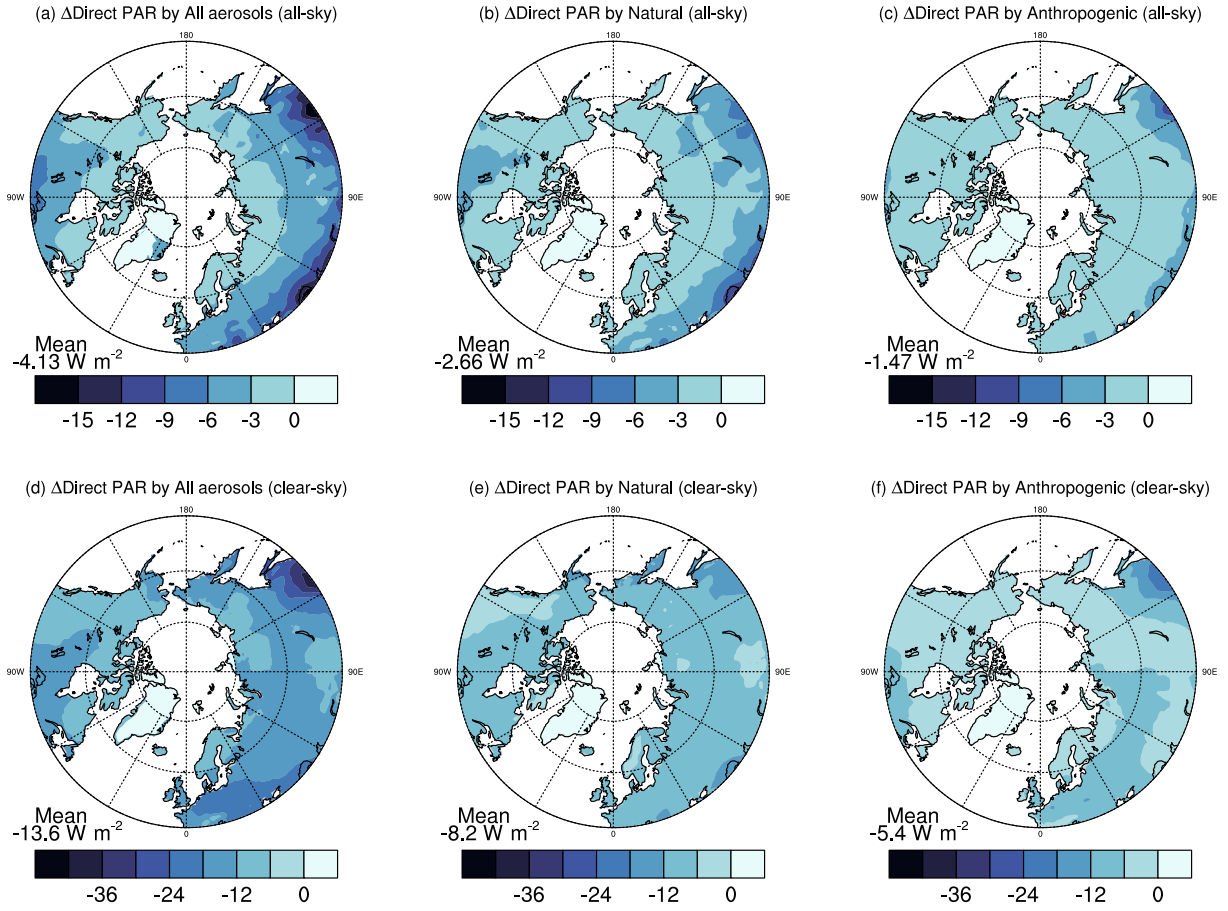 (a) ΔDirect PAR by All aerosols (all-sky)
(b) ΔDirect PAR by Natural (all-sky)
(c) ΔDirect PAR by Anthropogenic (all-sky)
180
180
180
90W
90E
90W
90E
90W
90E
Mean
-4.13 W m⁻²
0
Mean
-2.66 W m⁻²
0
Mean
-1.47 W m⁻²
0
-15 -12 -9 -6 -3 0
-15 -12 -9 -6 -3 0
-15 -12 -9 -6 -3 0
(d) ΔDirect PAR by All aerosols (clear-sky)
(e) ΔDirect PAR by Natural (clear-sky)
(f) ΔDirect PAR by Anthropogenic (clear-sky)
180
180
180
90W
90E
90W
90E
90W
90E
Mean
-13.6 W m⁻²
0
Mean
-8.2 W m⁻²
0
Mean
-5.4 W m⁻²
0
-36 -24 -12 0
-36 -24 -12 0
-36 -24 -12 0